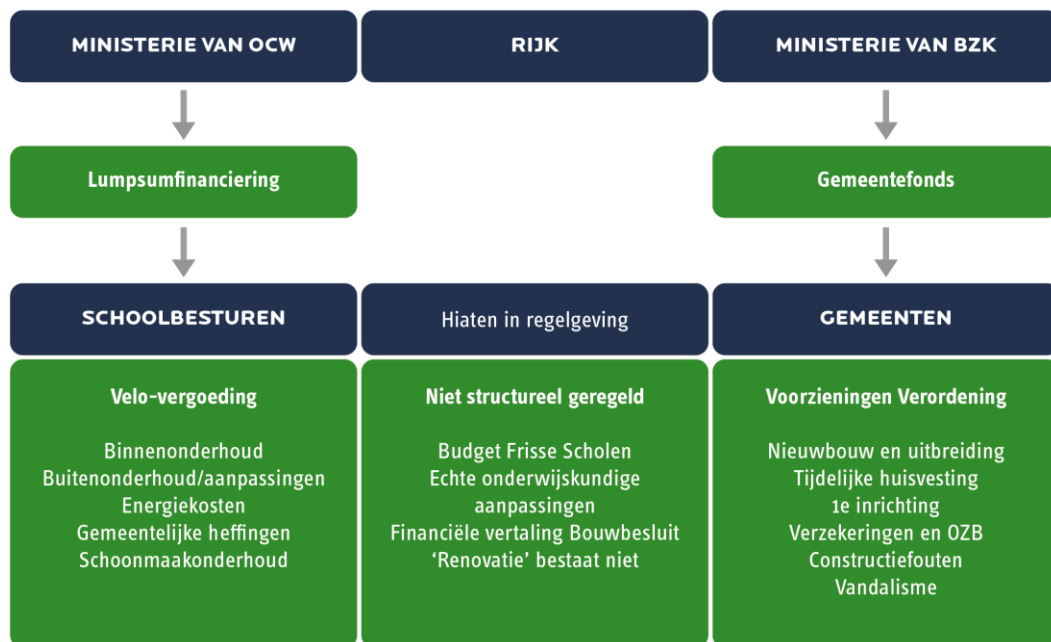 MINISTERIE VAN OCW
RIJK
MINISTERIE VAN BZK
Lumpsumfinanciering
Gemeentefonds
SCHOOLBESTUREN
Hiaten in regelgeving
GEMEENTEN
Velo-vergoeding
Binnenonderhoud
Buitenonderhoud/aanpassingen
Energiekosten
Gemeentelijke heffingen
Schoonmaakonderhoud
Niet structureel geregeld
Budget Frisse Scholen
Echte onderwijskundige
aanpassingen
Financiële vertaling Bouwbesluit
‘Renovatie’ bestaat niet
Voorzieningen Verordening
Nieuwbouw en uitbreiding
Tijdelijke huisvesting
1e inrichting
Verzekeringen en OZB
Constructiefouten
Vandalisme